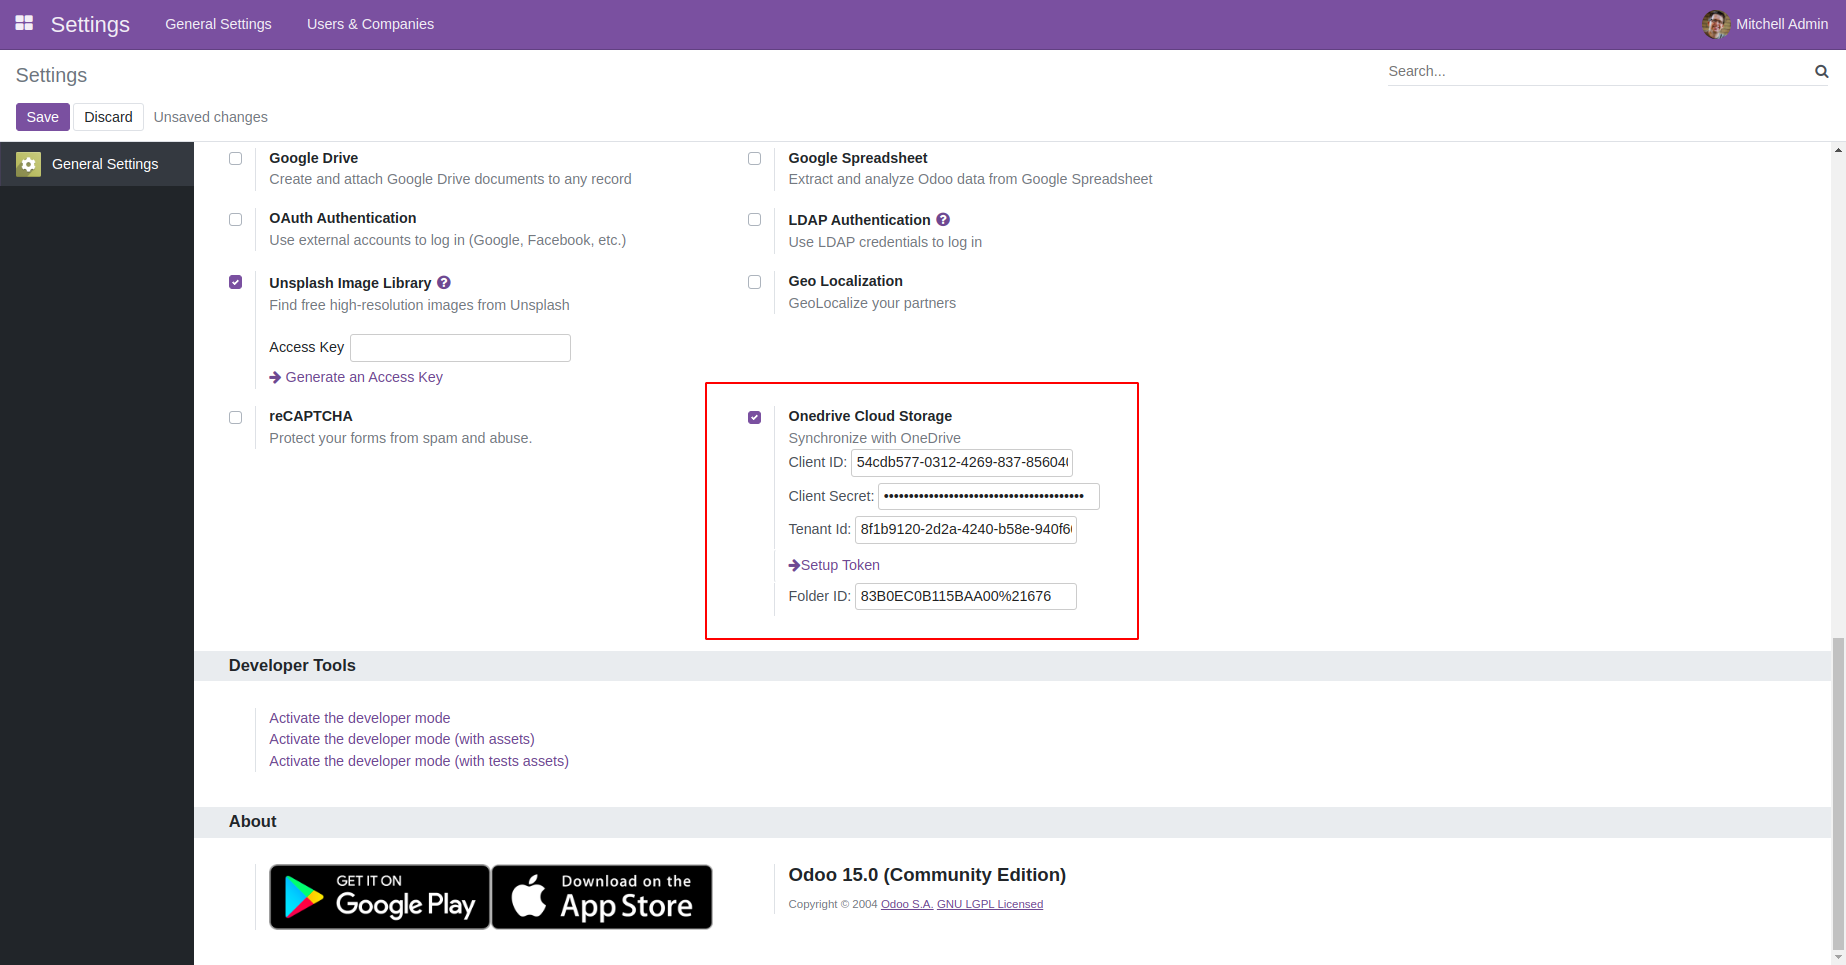 Settings General Settings Users & Companies Mitchell Admin
Settings
Search...
Save Discard Unsaved changes
General Settings
Google Drive
Create and attach Google Drive documents to any record
Google Spreadsheet
Extract and analyze Odoo data from Google Spreadsheet
OAuth Authentication
Use external accounts to log in (Google, Facebook, etc.)
LDAP Authentication ?
Use LDAP credentials to log in
Unsplash Image Library ?
Find free high-resolution images from Unsplash
Access Key
Generate an Access Key
Geo Localization
GeoLocalize your partners
reCAPTCHA
Protect your forms from spam and abuse.
Onedrive Cloud Storage
Synchronize with OneDrive
Client ID: 54cdb577-0312-4269-837-85604
Client Secret: ••••••••••••••••••••••••••••••••••••••••
Tenant Id: 8f1b9120-2d2a-4240-b58e-940f6
Setup Token
Folder ID: 83B0EC0B115BAA00%21676
Developer Tools
Activate the developer mode
Activate the developer mode (with assets)
Activate the developer mode (with tests assets)
About
GET IT ON
Google Play
Download on the
App Store
Odoo 15.0 (Community Edition)
Copyright © 2004 Odoo S.A. GNU LGPL Licensed